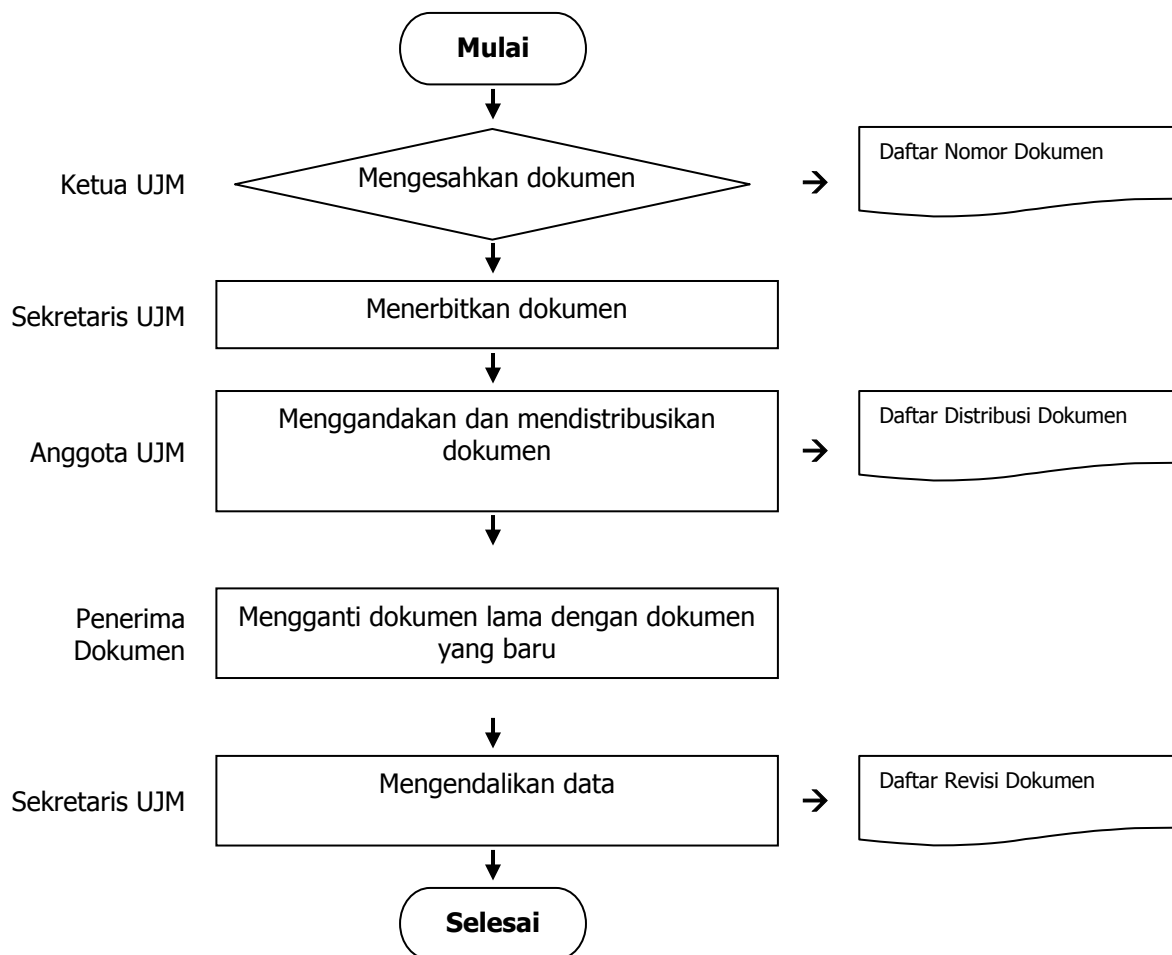 Mulai
Ketua UJM
Mengesahkan dokumen
Daftar Nomor Dokumen
Sekretaris UJM
Menerbitkan dokumen
Anggota UJM
Menggandakan dan mendistribusikan
dokumen
Daftar Distribusi Dokumen
Penerima
Dokumen
Mengganti dokumen lama dengan dokumen
yang baru
Sekretaris UJM
Mengendalikan data
Daftar Revisi Dokumen
Selesai